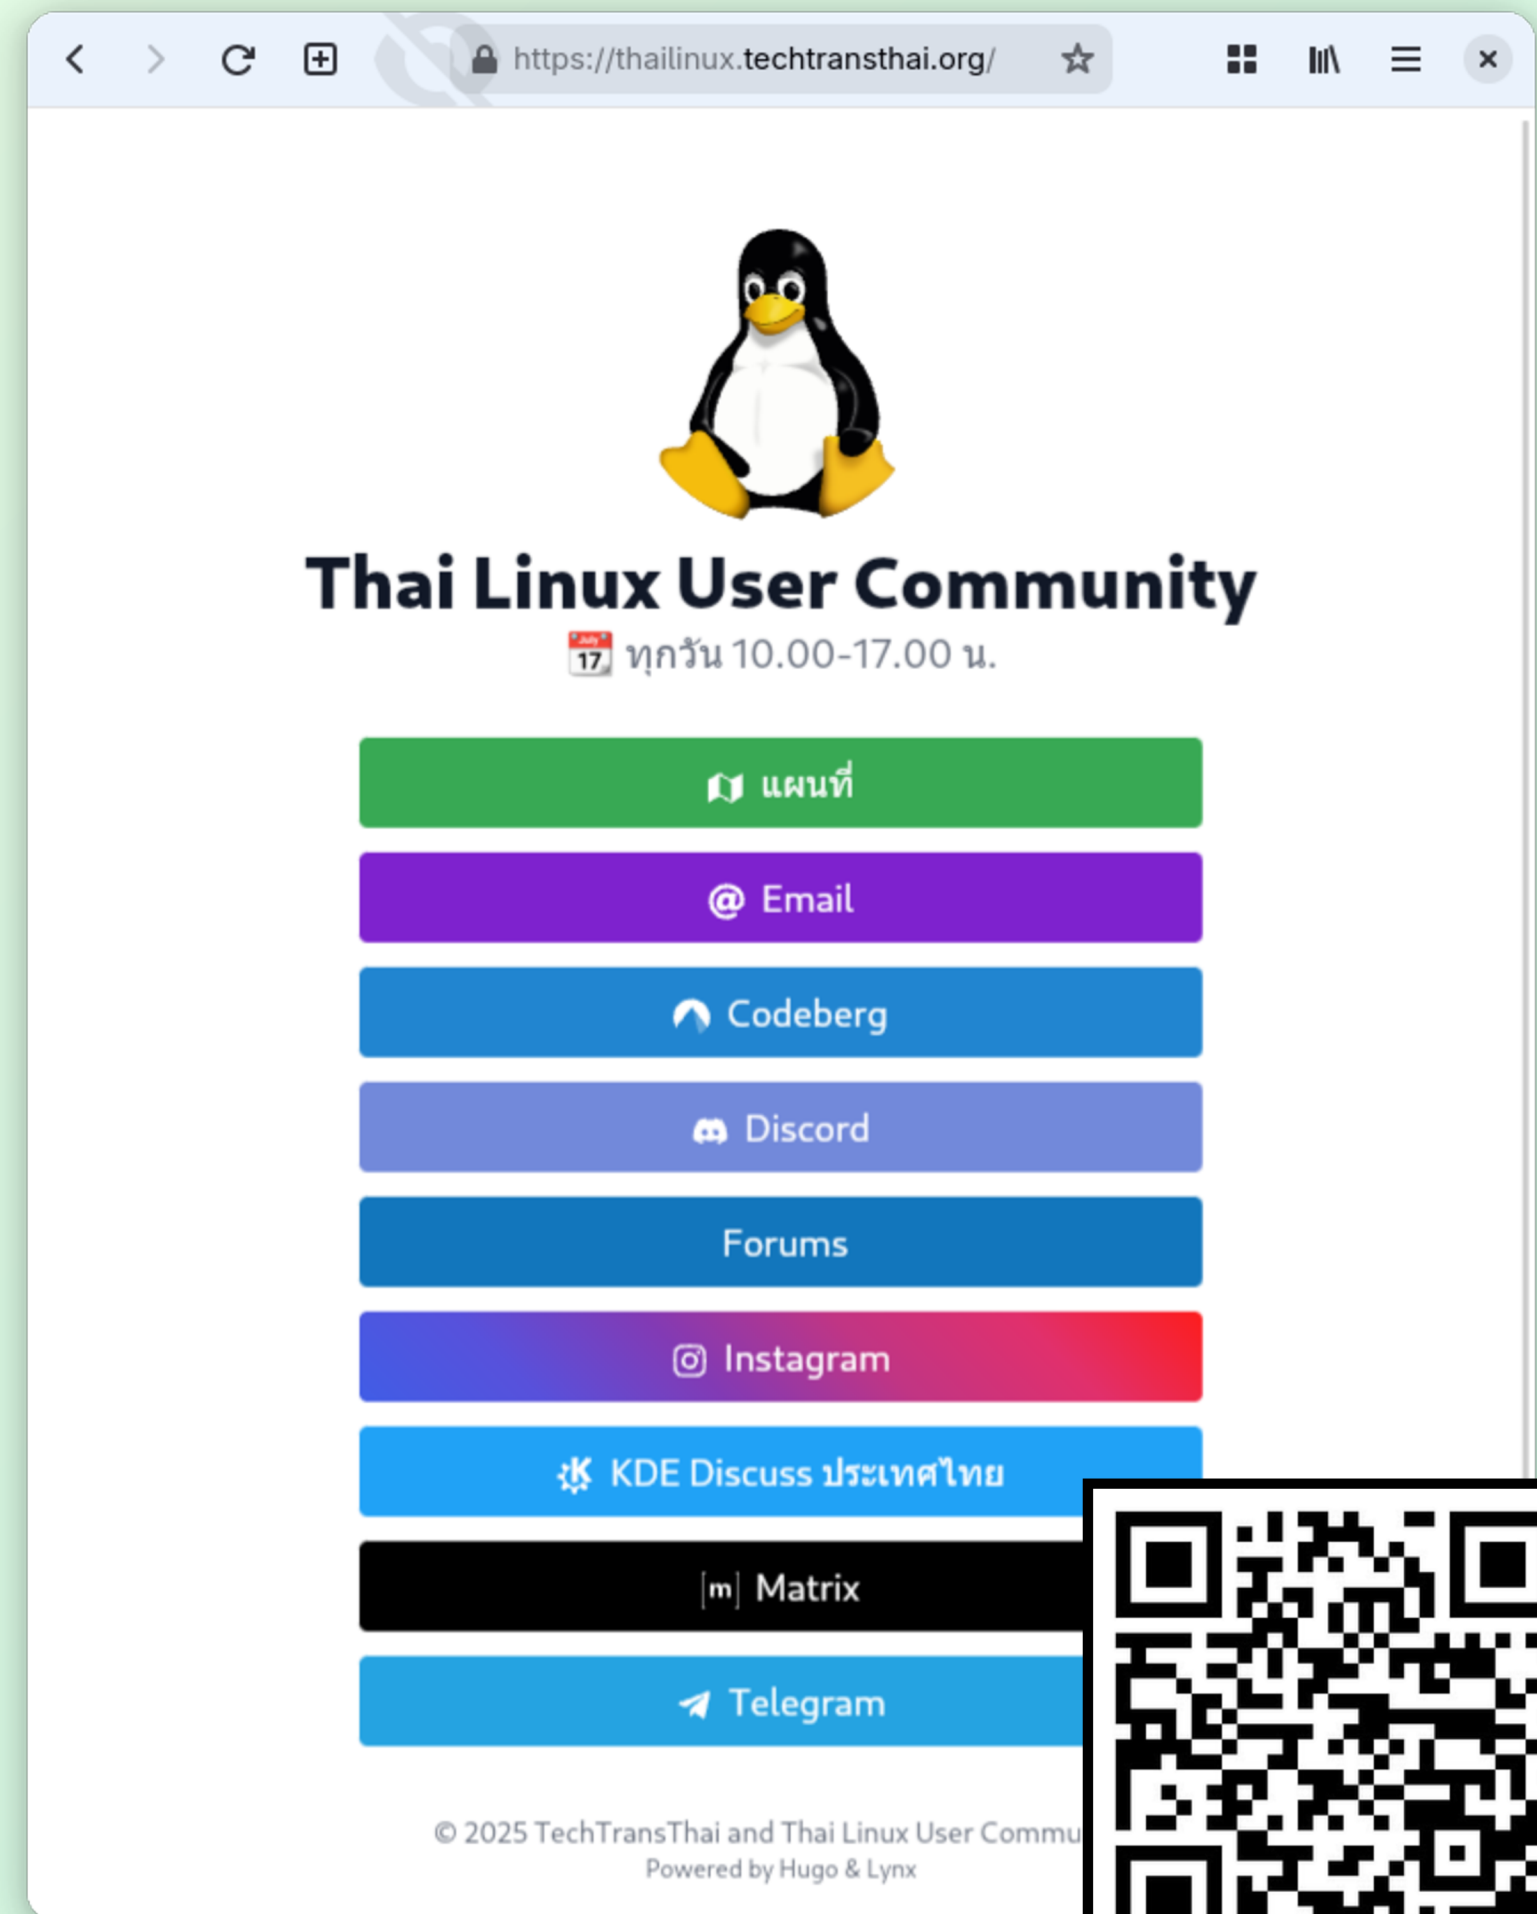 https://thailinux.techtransthai.org/
Thai Linux User Community
July
17
ทุกวัน 10.00-17.00 น.
แผนที่
@ Email
Codeberg
Discord
Forums
Instagram
KDE Discuss ประเทศไทย
[m] Matrix
Telegram
© 2025 TechTransThai and Thai Linux User Commu
Powered by Hugo & Lynx